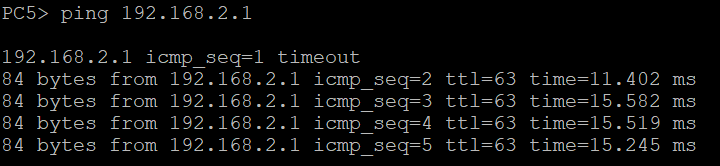 PC5> ping 192.168.2.1
192.168.2.1 icmp_seq=1 timeout
84 bytes from 192.168.2.1 icmp_seq=2 ttl=63 time=11.402 ms
84 bytes from 192.168.2.1 icmp_seq=3 ttl=63 time=15.582 ms
84 bytes from 192.168.2.1 icmp_seq=4 ttl=63 time=15.519 ms
84 bytes from 192.168.2.1 icmp_seq=5 ttl=63 time=15.245 ms